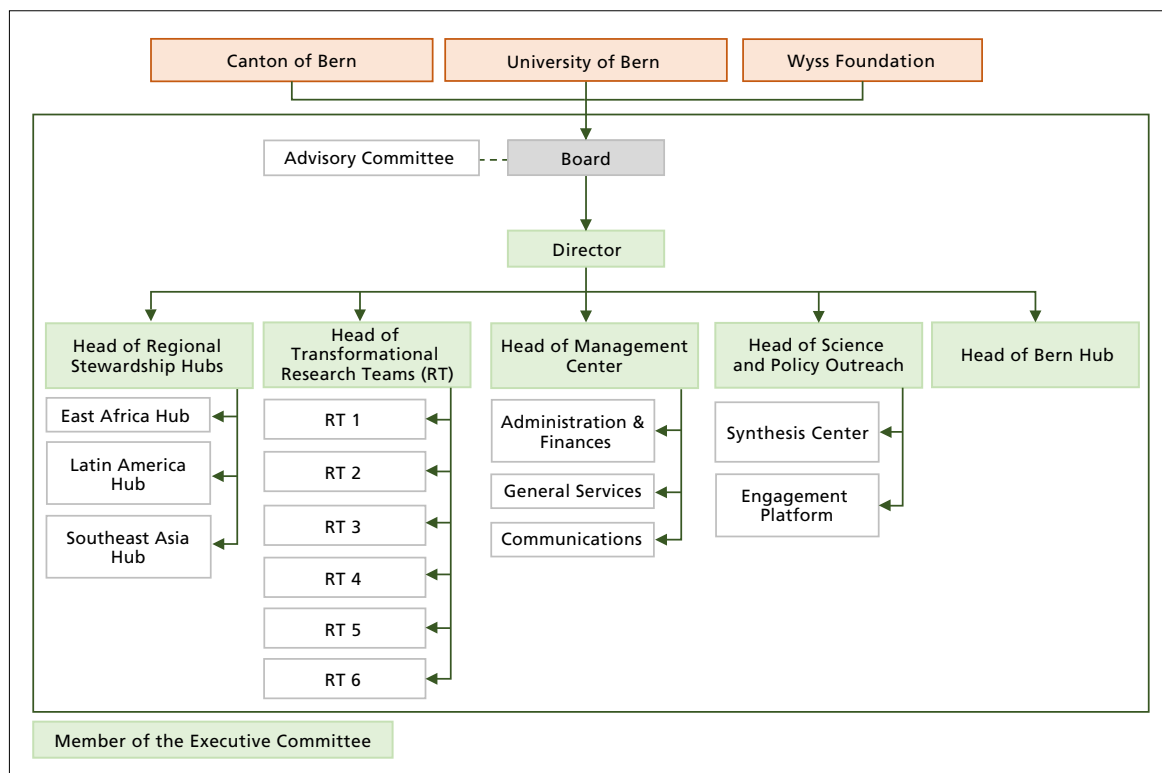 Canton of Bern
University of Bern
Wyss Foundation
Advisory Committee
Board
Director
Head of Regional
Stewardship Hubs
East Africa Hub
Latin America
Hub
Southeast Asia
Hub
Head of
Transformational
Research Teams (RT)
RT 1
RT 2
RT 3
RT 4
RT 5
RT 6
Head of Management
Center
Administration &
Finances
General Services
Communications
Head of Science
and Policy Outreach
Synthesis Center
Engagement
Platform
Head of Bern Hub
Member of the Executive Committee